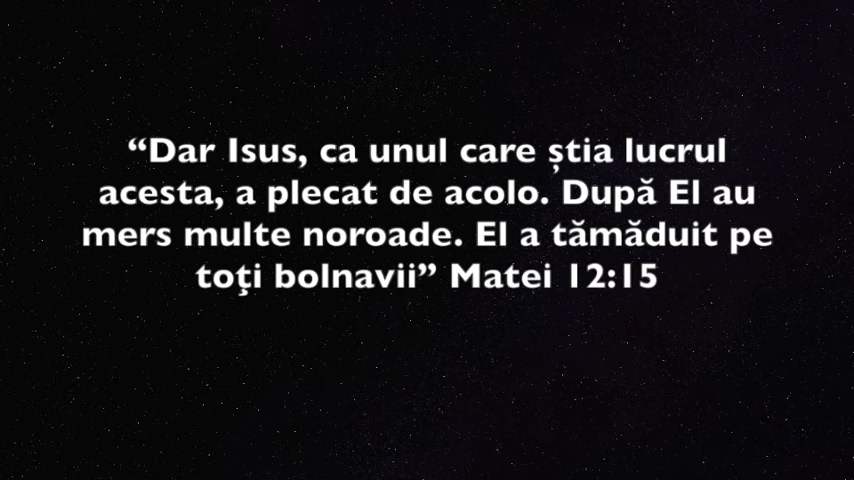 “Dar Isus, ca unul care știa lucrul
acesta, a plecat de acolo. După El au
mers multe noroade. El a tămăduit pe
toţi bolnavii” Matei 12:15